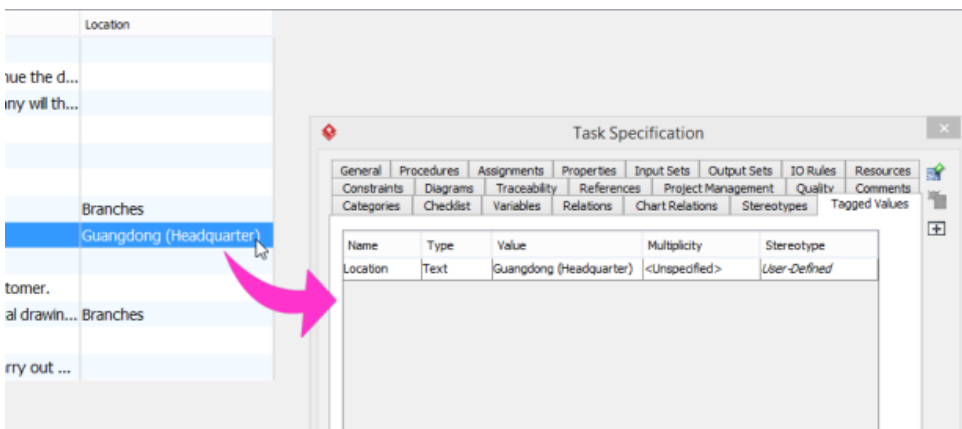 Location
nue the d...
any will th...
Branches
Guangdong (Headquarter)
tomer.
al drawin... Branches
rry out ...
Task Specification
General Procedures Assignments Properties Input Sets Output Sets IO Rules Resources
Constraints Diagrams Traceability References Project Management Quality Comments
Categories Checklist Variables Relations Chart Relations Stereotypes Tagged Values
Name Type Value Multiplicity Stereotype
Location Text Guangdong (Headquarter) <Unspecified> User-Defined